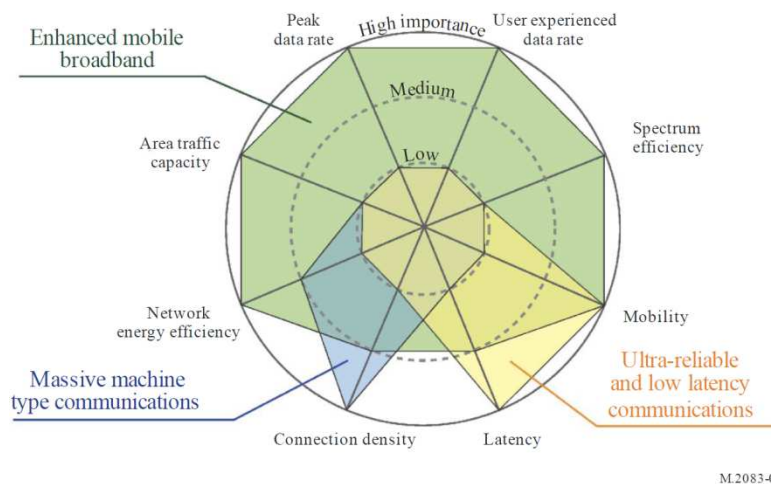 Peak
data rate
High importance
User experienced
data rate
Enhanced mobile
broadband
Medium
Area traffic
capacity
Low
Spectrum
efficiency
Network
energy efficiency
Mobility
Massive machine
type communications
Ultra-reliable
and low latency
communications
Connection density
Latency